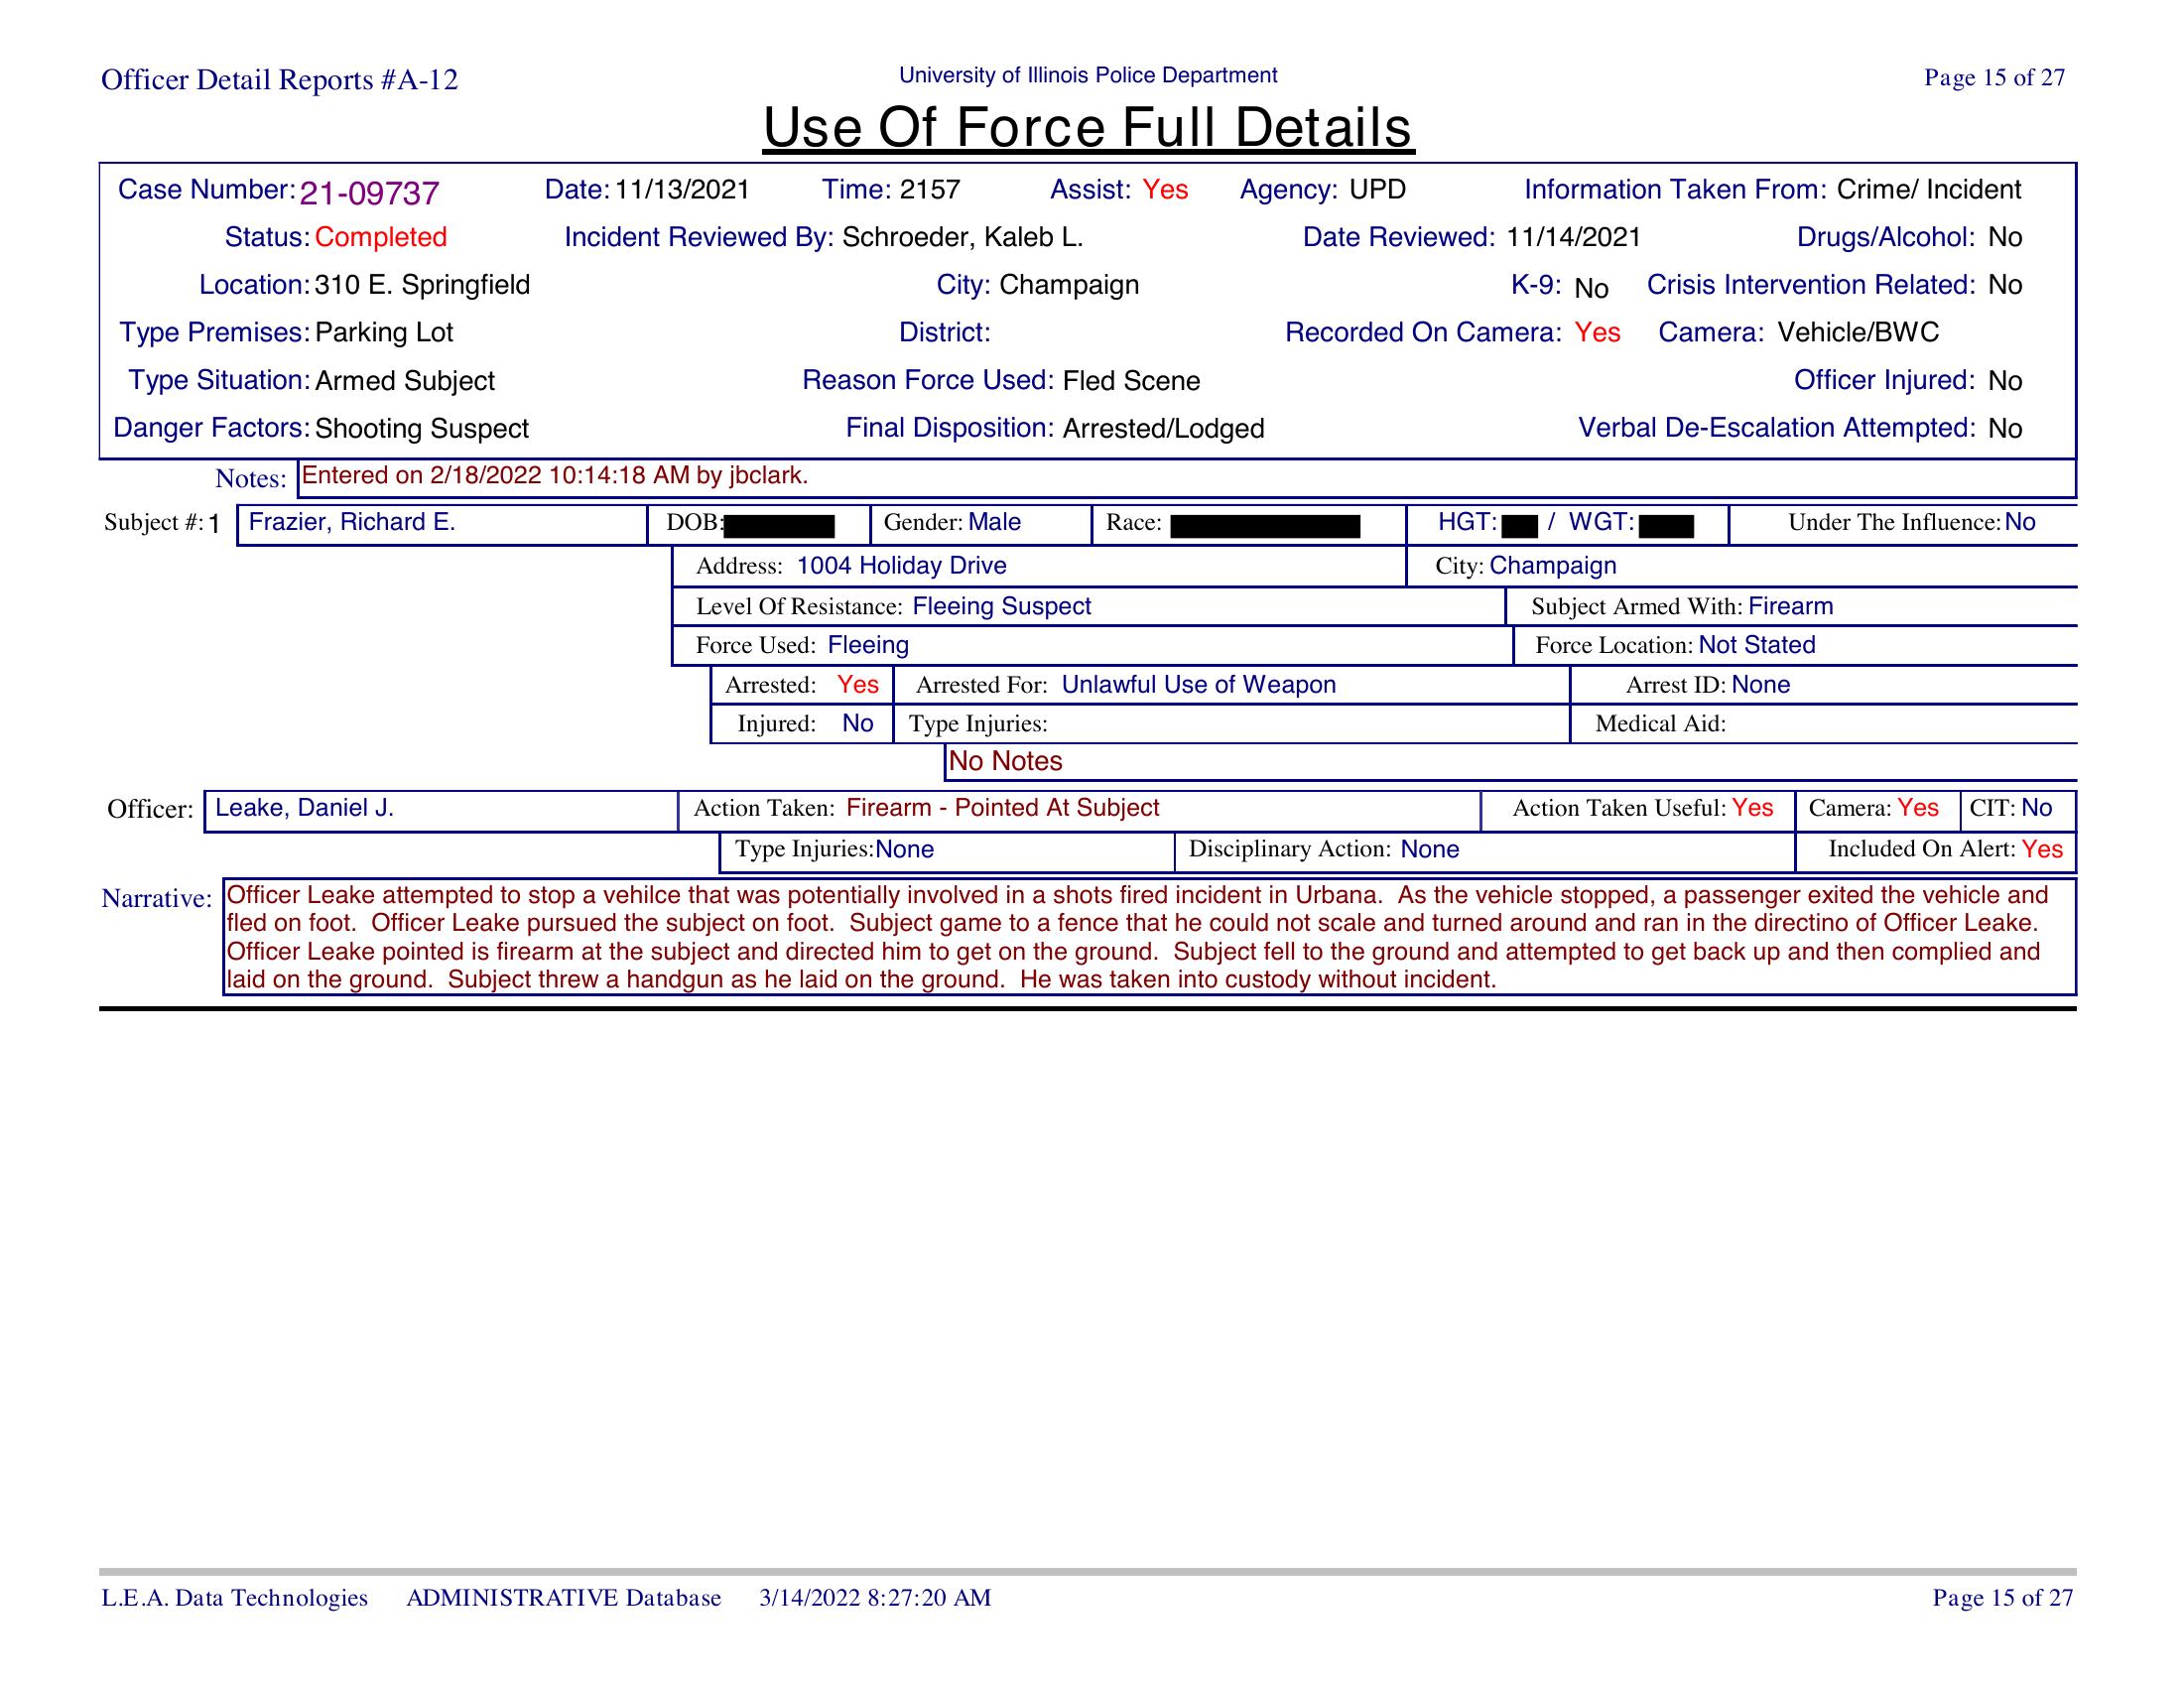 Officer Detail Reports #A-12 University of Illinois Police Department Page 15 of 27
Use Of Force Full Details
Case Number: 21-09737 Date: 11/13/2021 Time: 2157 Assist: Yes Agency: UPD Information Taken From: Crime/ Incident
Status: Completed Incident Reviewed By: Schroeder, Kaleb L. Date Reviewed: 11/14/2021 Drugs/Alcohol: No
Location: 310 E. Springfield City: Champaign K-9: No Crisis Intervention Related: No
Type Premises: Parking Lot District: Recorded On Camera: Yes Camera: Vehicle/BWC
Type Situation: Armed Subject Reason Force Used: Fled Scene Officer Injured: No
Danger Factors: Shooting Suspect Final Disposition: Arrested/Lodged Verbal De-Escalation Attempted: No
Notes: Entered on 2/18/2022 10:14:18 AM by jbclark.
Subject #: 1 Frazier, Richard E. DOB: Gender: Male Race: HGT: / WGT: Under The Influence: No
Address: 1004 Holiday Drive City: Champaign
Level Of Resistance: Fleeing Suspect Subject Armed With: Firearm
Force Used: Fleeing Force Location: Not Stated
Arrested: Yes Arrested For: Unlawful Use of Weapon Arrest ID: None
Injured: No Type Injuries: Medical Aid:
No Notes
Officer: Leake, Daniel J. Action Taken: Firearm - Pointed At Subject Action Taken Useful: Yes Camera: Yes CIT: No
Type Injuries: None Disciplinary Action: None Included On Alert: Yes
Narrative: Officer Leake attempted to stop a vehilce that was potentially involved in a shots fired incident in Urbana. As the vehicle stopped, a passenger exited the vehicle and
fled on foot. Officer Leake pursued the subject on foot. Subject game to a fence that he could not scale and turned around and ran in the directino of Officer Leake.
Officer Leake pointed is firearm at the subject and directed him to get on the ground. Subject fell to the ground and attempted to get back up and then complied and
laid on the ground. Subject threw a handgun as he laid on the ground. He was taken into custody without incident.
L.E.A. Data Technologies ADMINISTRATIVE Database 3/14/2022 8:27:20 AM Page 15 of 27